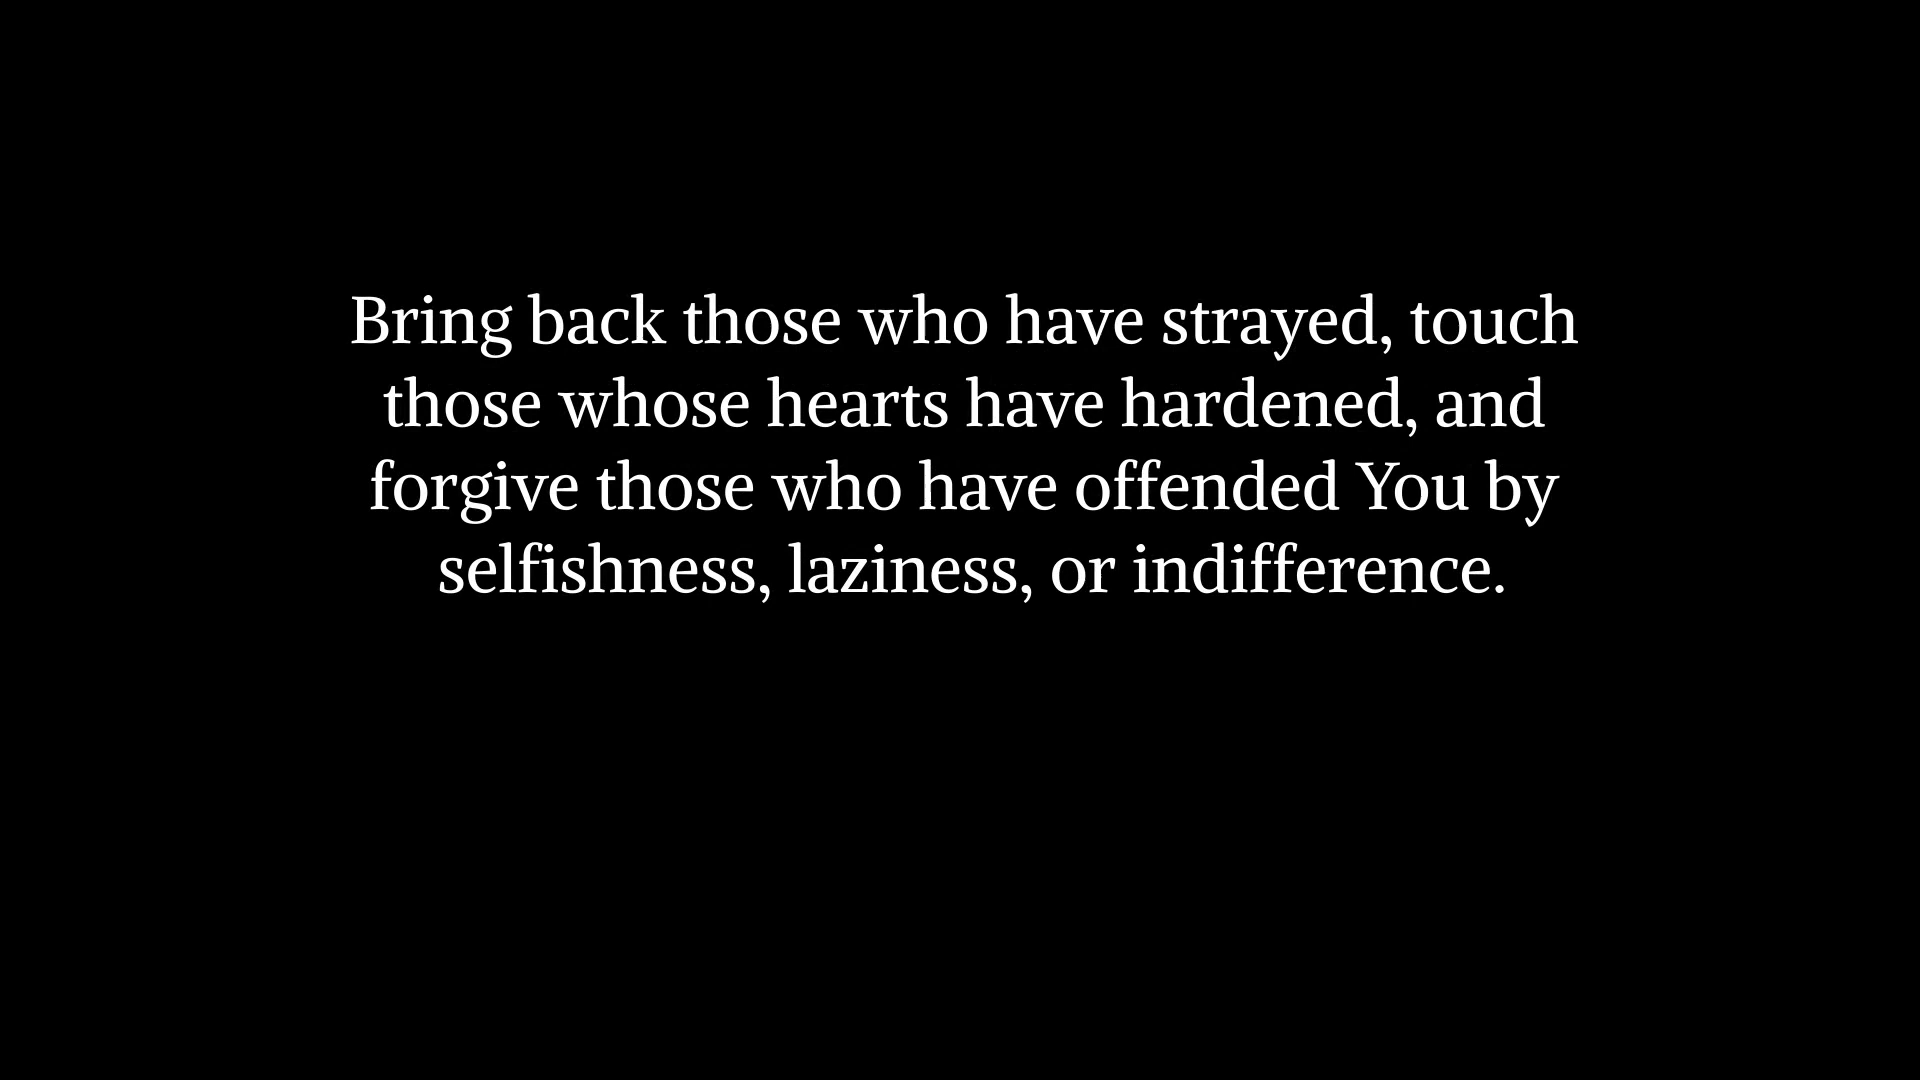 Bring back those who have strayed, touch
those whose hearts have hardened, and
forgive those who have offended You by
selfishness, laziness, or indifference.